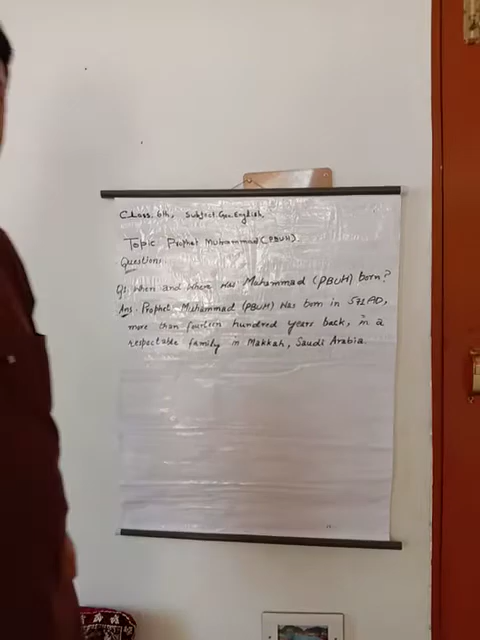 Class. 6th, Subject. Gen. English,
Topic Prophet Muhammad (PBUH).
Question:
Q1. When and Where was Muhammad (PBUH) born?
Ans. Prophet Muhammad (PBUH) was born in 571 AD,
more than fourteen hundred years back, in a
respectable family in Makkah, Saudi Arabia.